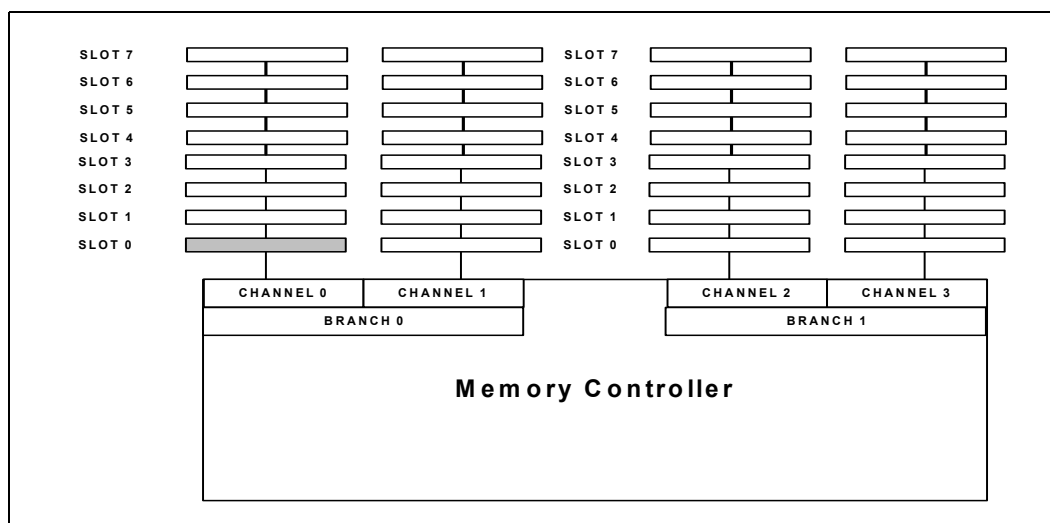 SLOT 7 SLOT 7
SLOT 6 SLOT 6
SLOT 5 SLOT 5
SLOT 4 SLOT 4
SLOT 3 SLOT 3
SLOT 2 SLOT 2
SLOT 1 SLOT 1
SLOT 0 SLOT 0
CHANNEL 0 CHANNEL 1 CHANNEL 2 CHANNEL 3
BRANCH 0 BRANCH 1
Memory Controller